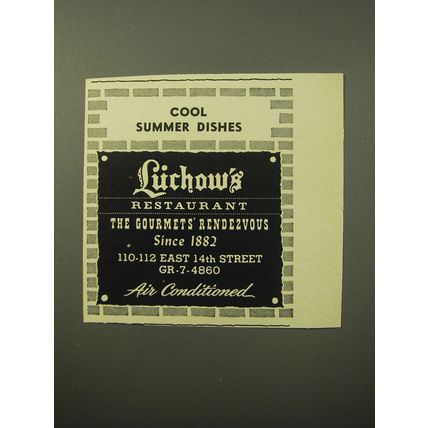 COOL
SUMMER DISHES
Lüchow's
RESTAURANT
THE GOURMETS' RENDEZVOUS
Since 1882
110-112 EAST 14th STREET
GR-7-4860
Air Conditioned